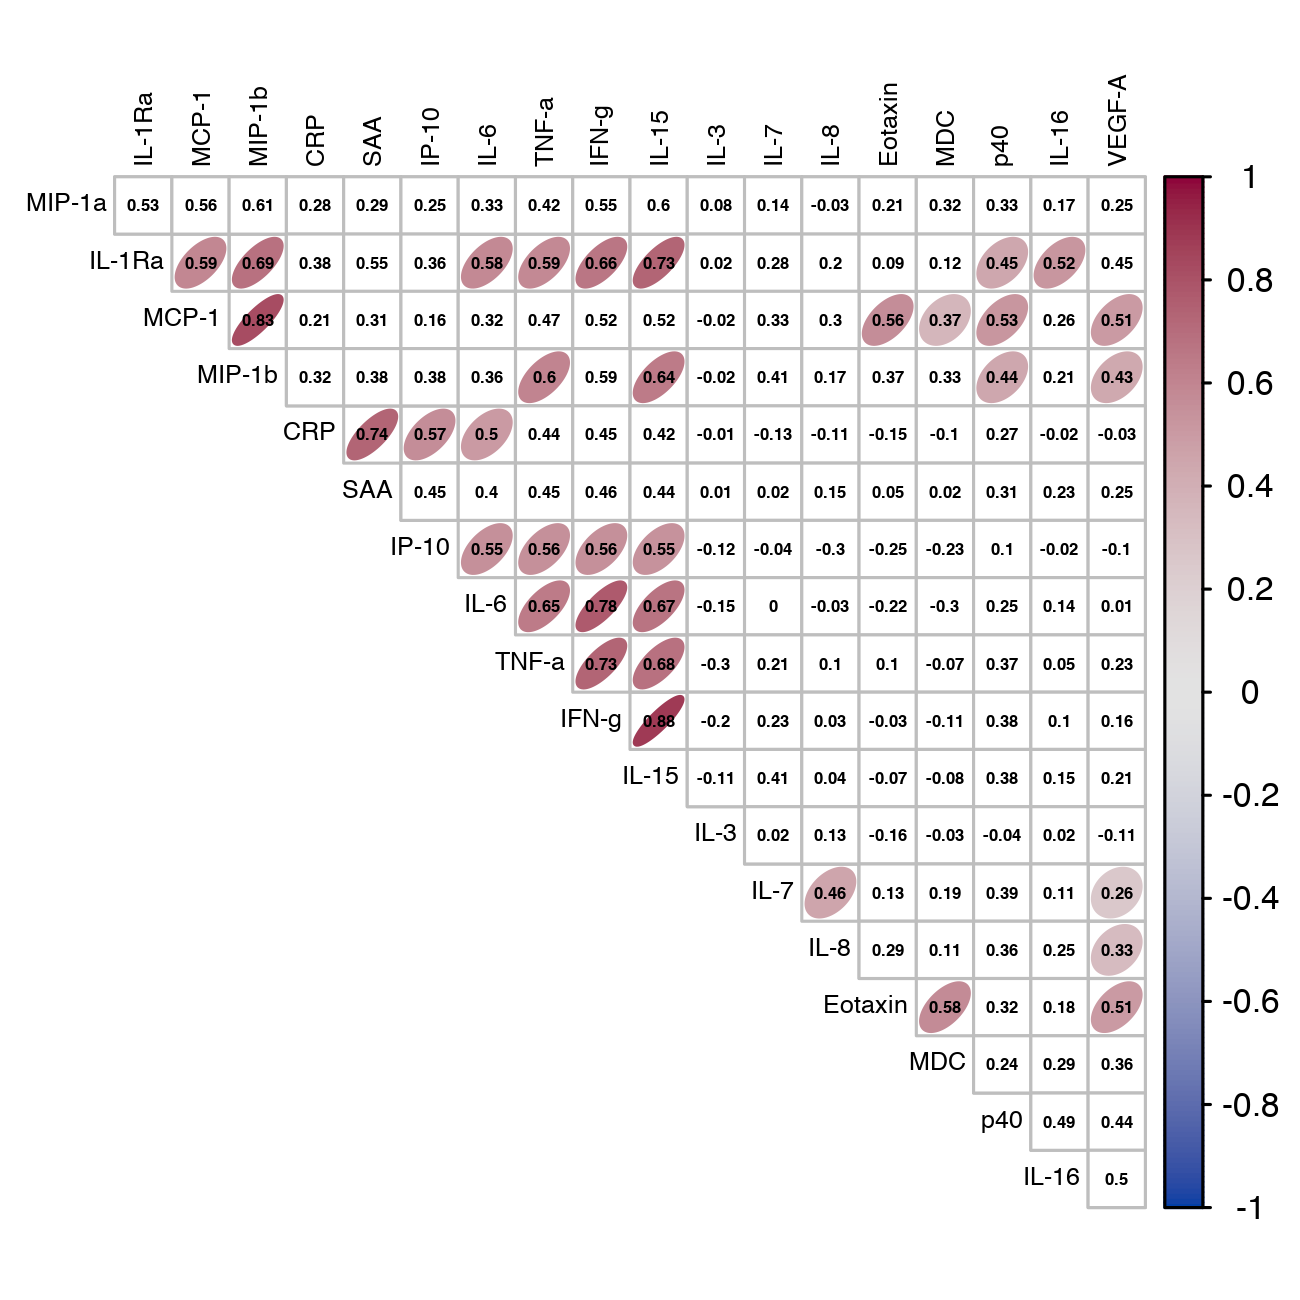 IL-1Ra MCP-1 MIP-1b CRP SAA IP-10 IL-6 TNF-a IFN-g IL-15 IL-3 IL-7 IL-8 Eotaxin MDC p40 IL-16 VEGF-A
MIP-1a 0.53 0.56 0.61 0.28 0.29 0.25 0.33 0.42 0.55 0.6 0.08 0.14 -0.03 0.21 0.32 0.33 0.17 0.25
IL-1Ra 0.59 0.69 0.38 0.55 0.36 0.58 0.59 0.66 0.73 0.02 0.28 0.2 0.09 0.12 0.45 0.52 0.45
MCP-1 0.83 0.21 0.31 0.16 0.32 0.47 0.52 0.52 -0.02 0.33 0.3 0.56 0.37 0.53 0.26 0.51
MIP-1b 0.32 0.38 0.38 0.36 0.6 0.59 0.64 -0.02 0.41 0.17 0.37 0.33 0.44 0.21 0.43
CRP 0.74 0.57 0.5 0.44 0.45 0.42 -0.01 -0.13 -0.11 -0.15 -0.1 0.27 -0.02 -0.03
SAA 0.45 0.4 0.45 0.46 0.44 0.01 0.02 0.15 0.05 0.02 0.31 0.23 0.25
IP-10 0.55 0.56 0.56 0.55 -0.12 -0.04 -0.3 -0.25 -0.23 0.1 -0.02 -0.1
IL-6 0.65 0.78 0.67 -0.15 0 -0.03 -0.22 -0.3 0.25 0.14 0.01
TNF-a 0.73 0.68 -0.3 0.21 0.1 0.1 -0.07 0.37 0.05 0.23
IFN-g 0.88 -0.2 0.23 0.03 -0.03 -0.11 0.38 0.1 0.16
IL-15 -0.11 0.41 0.04 -0.07 -0.08 0.38 0.15 0.21
IL-3 0.02 0.13 -0.16 -0.03 -0.04 0.02 -0.11
IL-7 0.46 0.13 0.19 0.39 0.11 0.26
IL-8 0.29 0.11 0.36 0.25 0.33
Eotaxin 0.58 0.32 0.18 0.51
MDC 0.24 0.29 0.36
p40 0.49 0.44
IL-16 0.5
1
0.8
0.6
0.4
0.2
0
-0.2
-0.4
-0.6
-0.8
-1